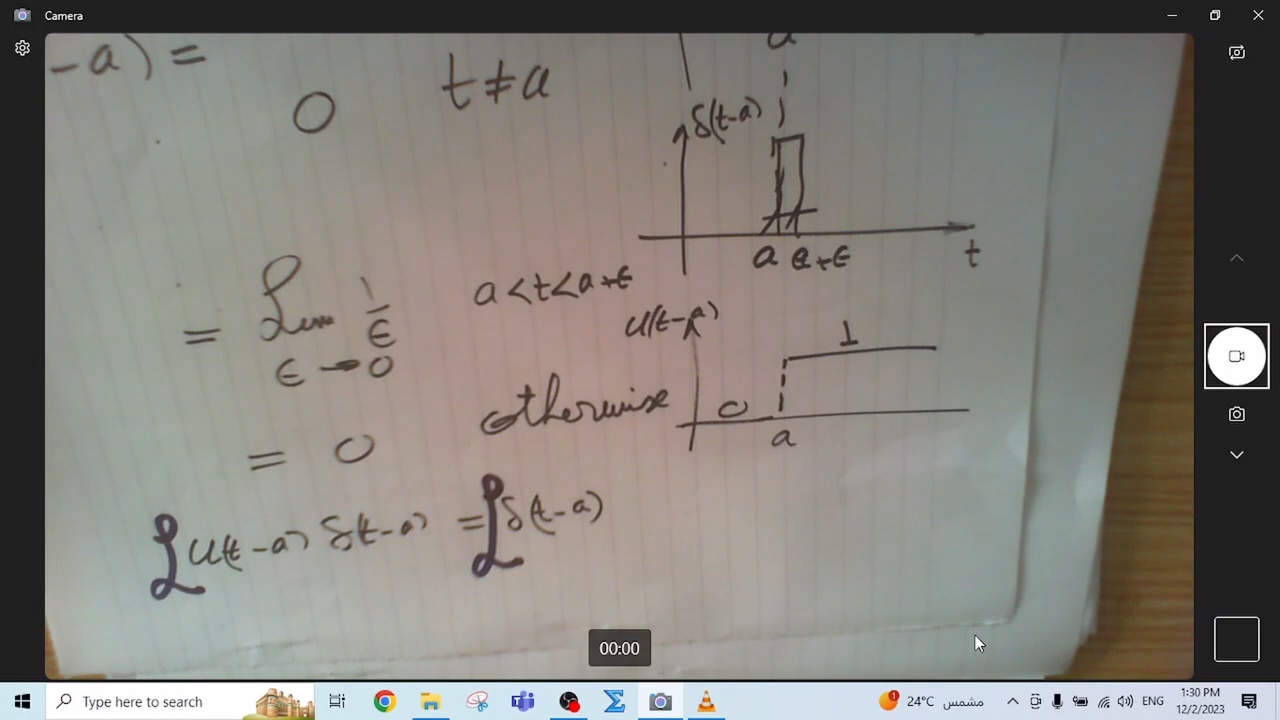 Camera
-a) =
0 t≠a
a
δ(t-a)
a a+ε t
= Lim 1/ε a<t<a+ε
ε→0
u(t-a)
1
0
a
= 0 otherwise
ℒ u(t-a) δ(t-a) = ℒ δ(t-a)
00:00
Type here to search
24°C مشمس
ENG
1:30 PM
12/2/2023
1